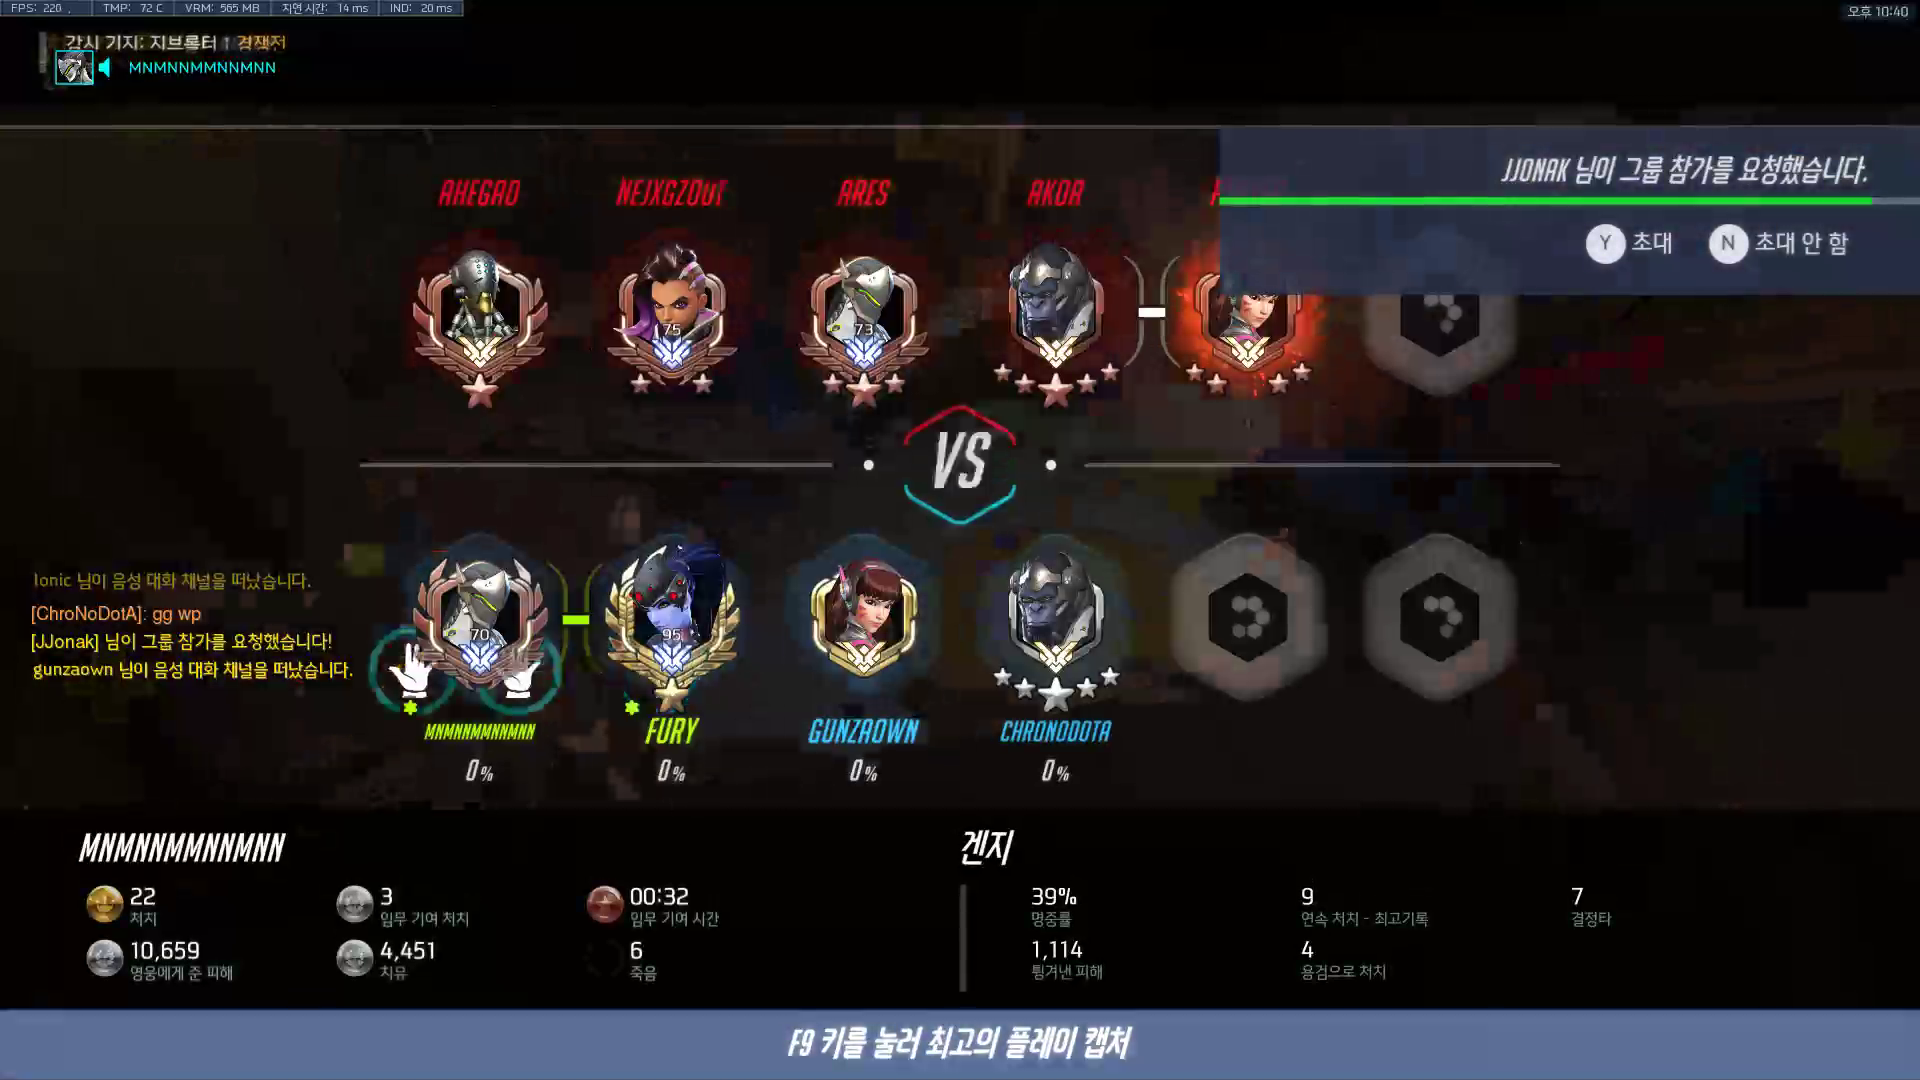 FPS: 220
TMP: 72 C
VRM: 565 MB
지연 시간: 14 ms
IND: 20 ms
오후 10:40
감시 기지: 지브롤터 | 경쟁전
MNMNNMMNNMNN
JJONAK 님이 그룹 참가를 요청했습니다.
Y 초대
N 초대 안 함
AHEGAO
NEJXGZOUT
ARES
AKOR
75
73
VS
Ionic 님이 음성 대화 채널을 떠났습니다.
[ChroNoDotA]: gg wp
[JJonak] 님이 그룹 참가를 요청했습니다!
gunzaown 님이 음성 대화 채널을 떠났습니다.
70
95
MNMNNMMNNMNN
FURY
GUNZAOWN
CHRONODOTA
0%
0%
0%
0%
MNMNNMMNNMNN
22
처치
3
임무 기여 처치
00:32
임무 기여 시간
10,659
영웅에게 준 피해
4,451
치유
6
죽음
겐지
39%
명중률
9
연속 처치 - 최고기록
7
결정타
1,114
튕겨낸 피해
4
용검으로 처치
F9 키를 눌러 최고의 플레이 캡처